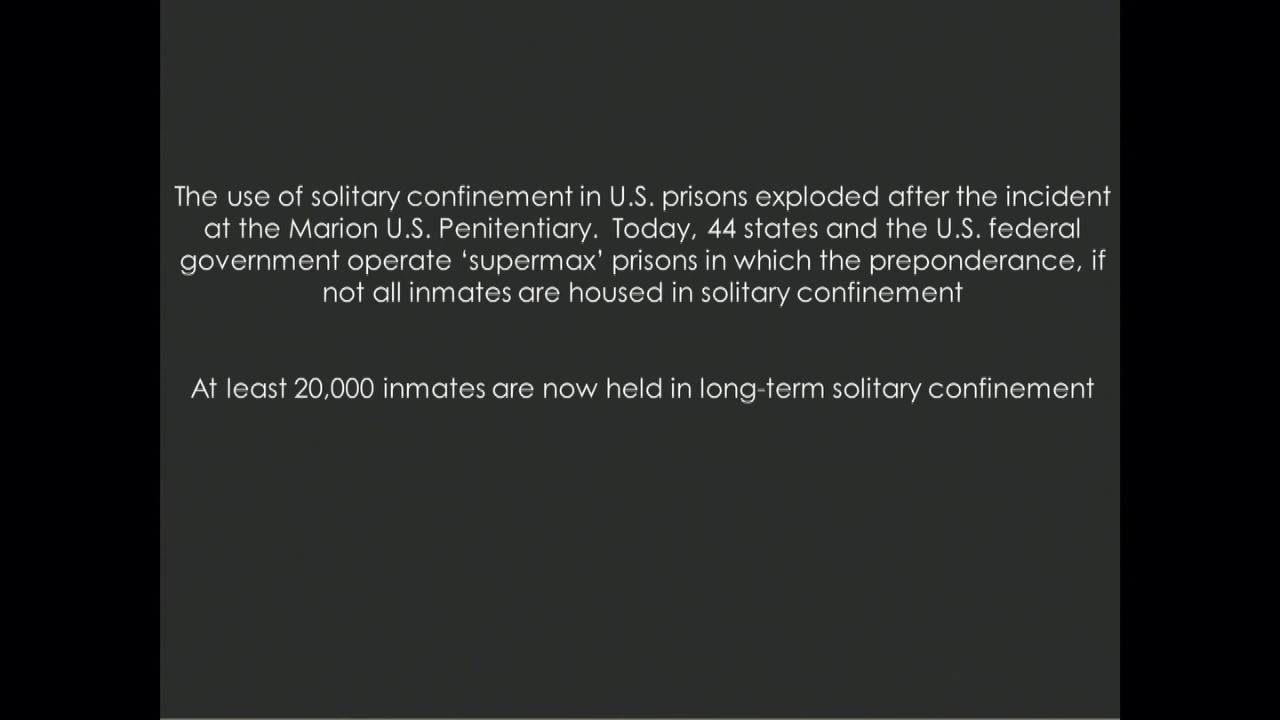 The use of solitary confinement in U.S. prisons exploded after the incident
at the Marion U.S. Penitentiary. Today, 44 states and the U.S. federal
government operate ‘supermax’ prisons in which the preponderance, if
not all inmates are housed in solitary confinement
At least 20,000 inmates are now held in long-term solitary confinement